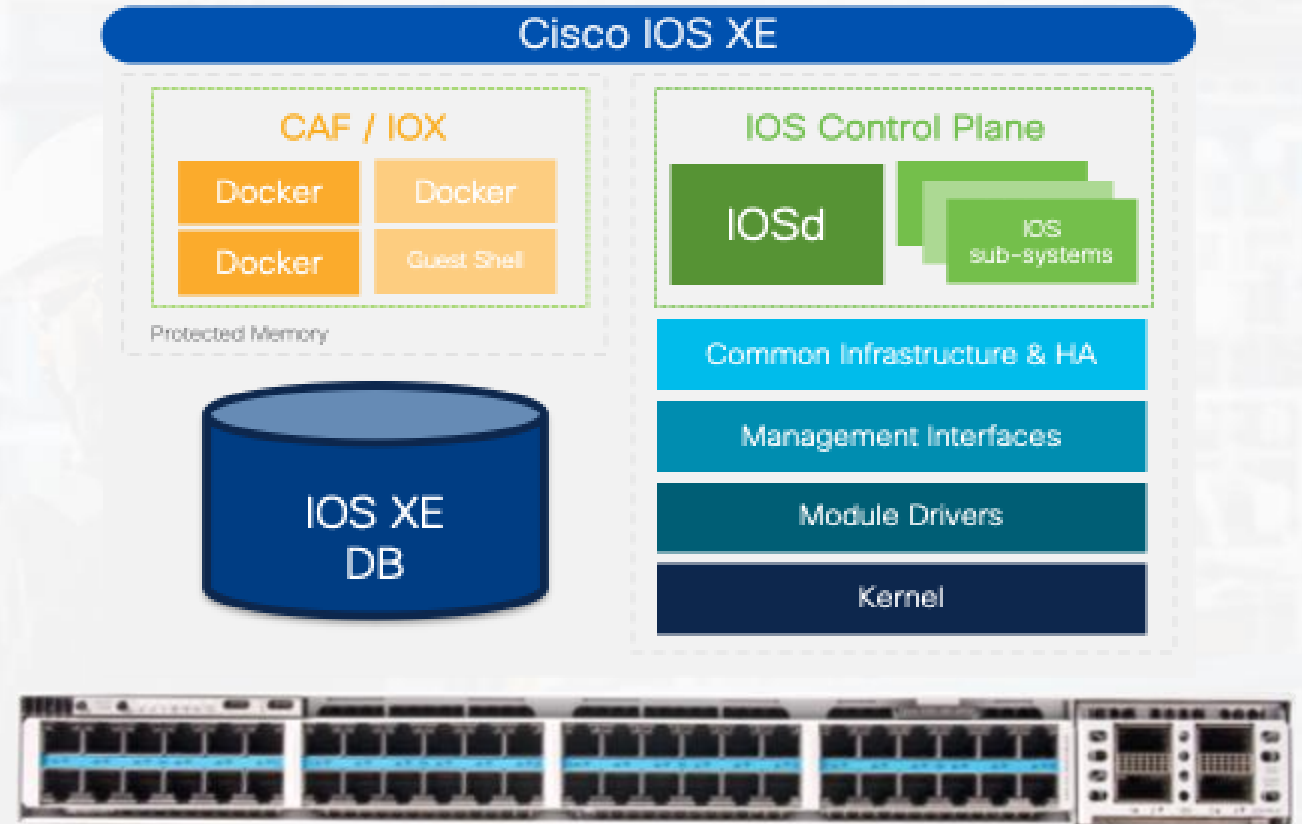 Cisco IOS XE
CAF / IOX
Docker
Docker
Docker
Guest Shell
Protected Memory
IOS XE
DB
IOS Control Plane
IOSd
IOS
sub-systems
Common Infrastructure & HA
Management Interfaces
Module Drivers
Kernel